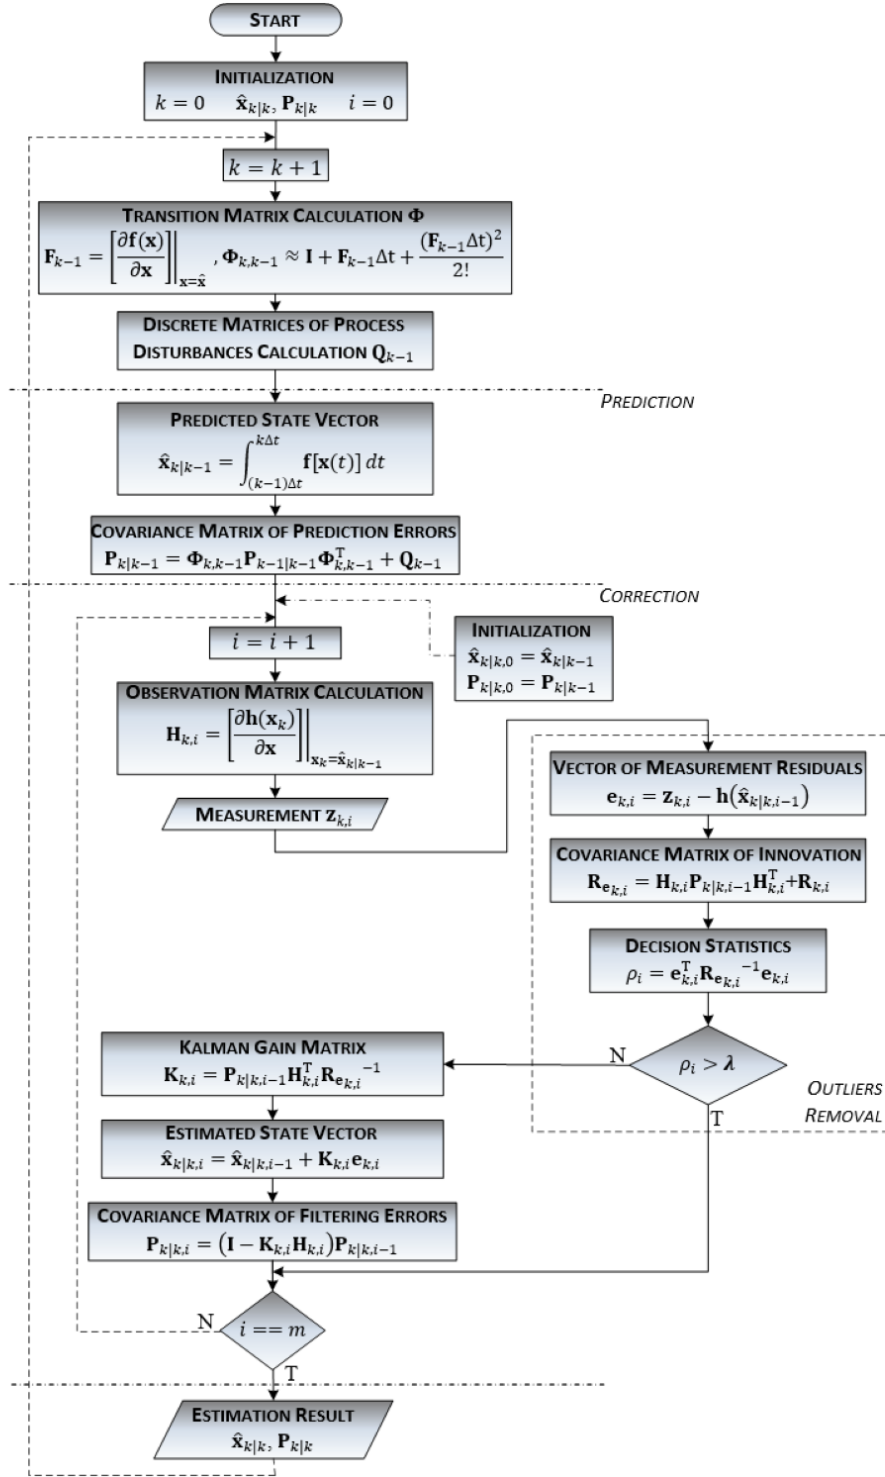 START
INITIALIZATION
k = 0   x̂ₖ|ₖ, Pₖ|ₖ   i = 0
k = k + 1
TRANSITION MATRIX CALCULATION Φ
F_{k−1} = [∂f(x)/∂x]|_{x=x̂} , Φ_{k,k−1} ≈ I + F_{k−1}Δt + (F_{k−1}Δt)²/2!
DISCRETE MATRICES OF PROCESS
DISTURBANCES CALCULATION Q_{k−1}
PREDICTION
PREDICTED STATE VECTOR
x̂_{k|k−1} = ∫_{(k−1)Δt}^{kΔt} f[x(t)] dt
COVARIANCE MATRIX OF PREDICTION ERRORS
P_{k|k−1} = Φ_{k,k−1}P_{k−1|k−1}Φ_{k,k−1}^T + Q_{k−1}
CORRECTION
i = i + 1
INITIALIZATION
x̂_{k|k,0} = x̂_{k|k−1}
P_{k|k,0} = P_{k|k−1}
OBSERVATION MATRIX CALCULATION
H_{k,i} = [∂h(x_k)/∂x]|_{x_k=x̂_{k|k−1}}
MEASUREMENT z_{k,i}
VECTOR OF MEASUREMENT RESIDUALS
e_{k,i} = z_{k,i} − h(x̂_{k|k,i−1})
COVARIANCE MATRIX OF INNOVATION
R_{e_{k,i}} = H_{k,i}P_{k|k,i−1}H_{k,i}^T+R_{k,i}
DECISION STATISTICS
ρ_i = e_{k,i}^T R_{e_{k,i}}^{−1} e_{k,i}
ρ_i > λ
N
T
OUTLIERS
REMOVAL
KALMAN GAIN MATRIX
K_{k,i} = P_{k|k,i−1}H_{k,i}^T R_{e_{k,i}}^{−1}
ESTIMATED STATE VECTOR
x̂_{k|k,i} = x̂_{k|k,i−1} + K_{k,i}e_{k,i}
COVARIANCE MATRIX OF FILTERING ERRORS
P_{k|k,i} = (I − K_{k,i}H_{k,i})P_{k|k,i−1}
N
i == m
T
ESTIMATION RESULT
x̂_{k|k}, P_{k|k}